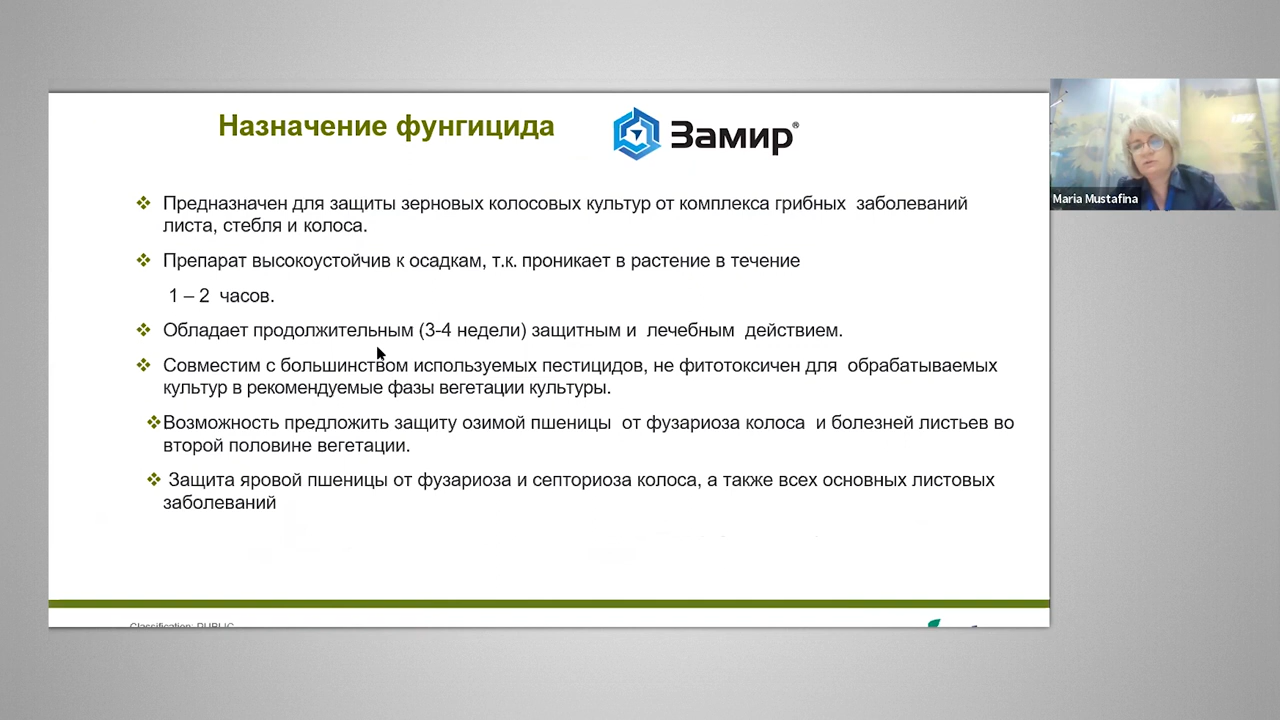 Назначение фунгицида
Замир®
Maria Mustafina
❖ Предназначен для защиты зерновых колосовых культур от комплекса грибных заболеваний
листа, стебля и колоса.
❖ Препарат высокоустойчив к осадкам, т.к. проникает в растение в течение
1 – 2 часов.
❖ Обладает продолжительным (3-4 недели) защитным и лечебным действием.
❖ Совместим с большинством используемых пестицидов, не фитотоксичен для обрабатываемых
культур в рекомендуемые фазы вегетации культуры.
❖Возможность предложить защиту озимой пшеницы от фузариоза колоса и болезней листьев во
второй половине вегетации.
❖ Защита яровой пшеницы от фузариоза и септориоза колоса, а также всех основных листовых
заболеваний
Classification: PUBLIC